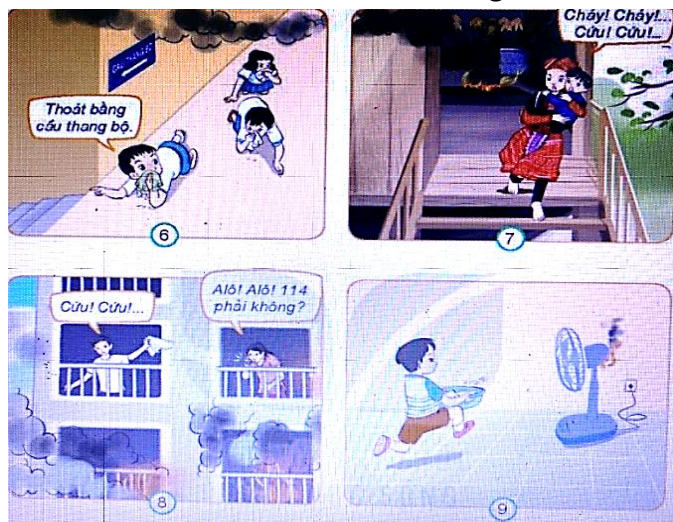 Thoát bằng
cầu thang bộ.
6
Cháy! Cháy!...
Cứu! Cứu!...
7
Cứu! Cứu!...
Alô! Alô! 114
phải không?
8
9